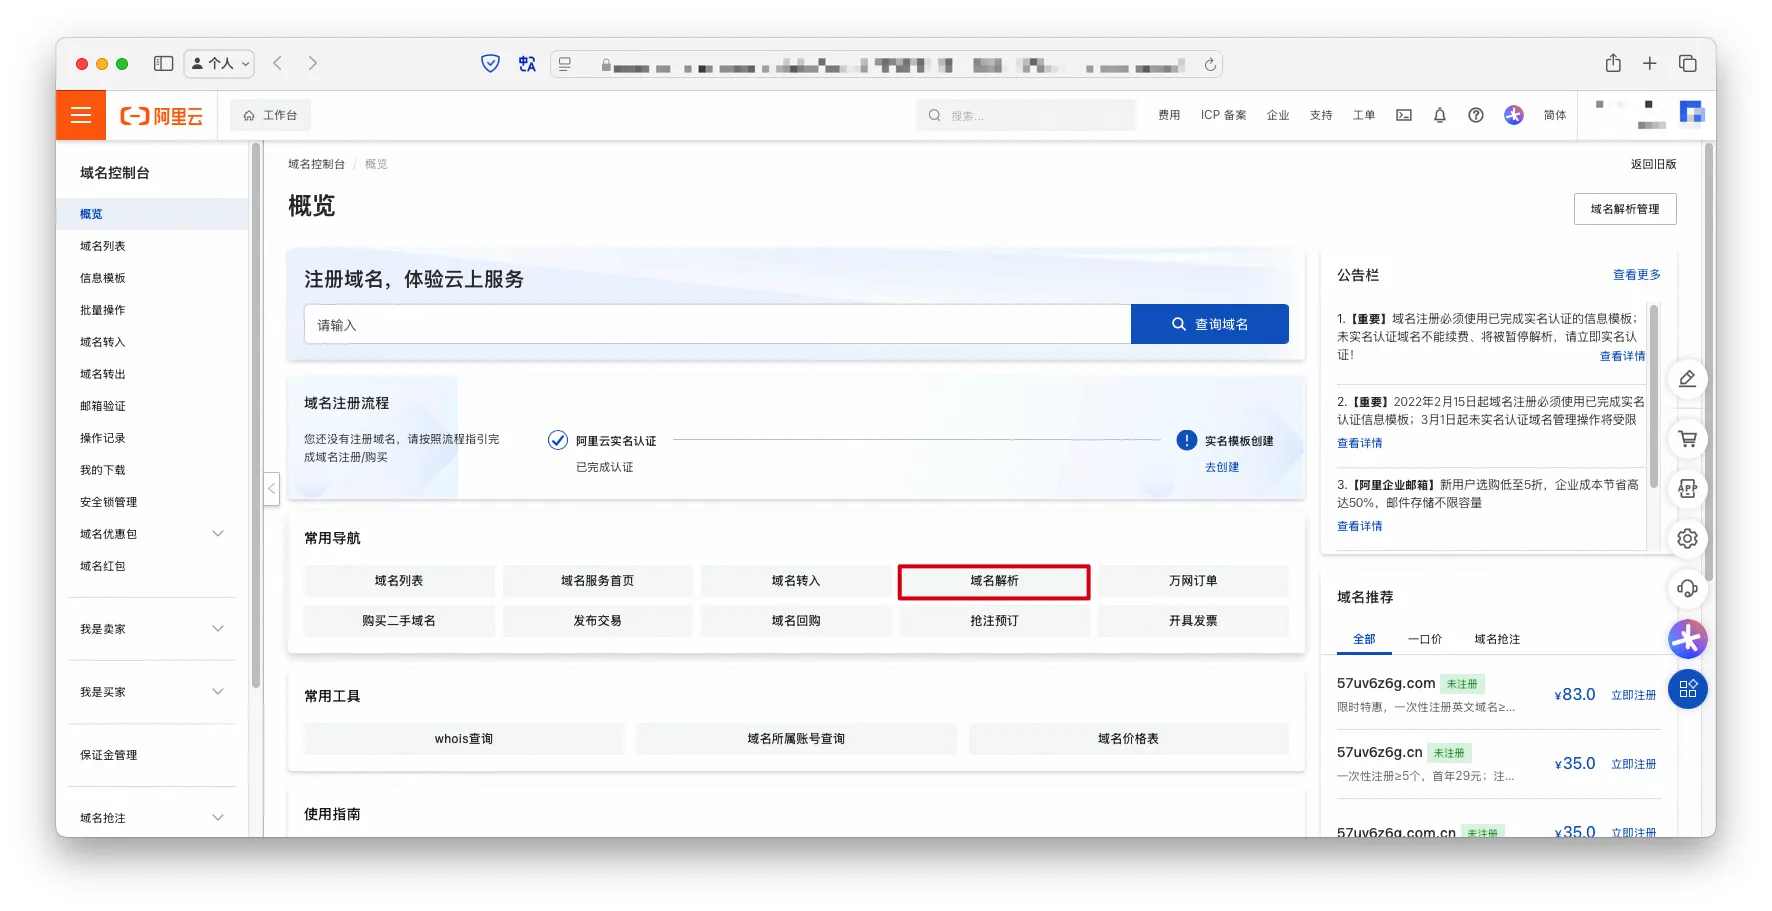 个人
阿里云
工作台
搜索...
费用
ICP 备案
企业
支持
工单
简体
域名控制台
概览
域名列表
信息模板
批量操作
域名转入
域名转出
邮箱验证
操作记录
我的下载
安全锁管理
域名优惠包
域名红包
我是卖家
我是买家
保证金管理
域名抢注
域名控制台 / 概览
返回旧版
概览
域名解析管理
注册域名，体验云上服务
请输入
查询域名
域名注册流程
您还没有注册域名，请按照流程指引完
成域名注册/购买
阿里云实名认证
已完成认证
实名模板创建
去创建
常用导航
域名列表
域名服务首页
域名转入
域名解析
万网订单
购买二手域名
发布交易
域名回购
抢注预订
开具发票
常用工具
whois查询
域名所属账号查询
域名价格表
使用指南
公告栏
查看更多
1.【重要】域名注册必须使用已完成实名认证的信息模板；
未实名认证域名不能续费、将被暂停解析，请立即实名认
证！
查看详情
2.【重要】2022年2月15日起域名注册必须使用已完成实名
认证信息模板；3月1日起未实名认证域名管理操作将受限
查看详情
3.【阿里企业邮箱】新用户选购低至5折，企业成本节省高
达50%，邮件存储不限容量
查看详情
APP
域名推荐
全部
一口价
域名抢注
57uv6z6g.com 未注册
¥83.0 立即注册
限时特惠，一次性注册英文域名≥...
57uv6z6g.cn 未注册
¥35.0 立即注册
一次性注册≥5个，首年29元；注...
57uv6z6g.com.cn 未注册
¥35.0 立即注册